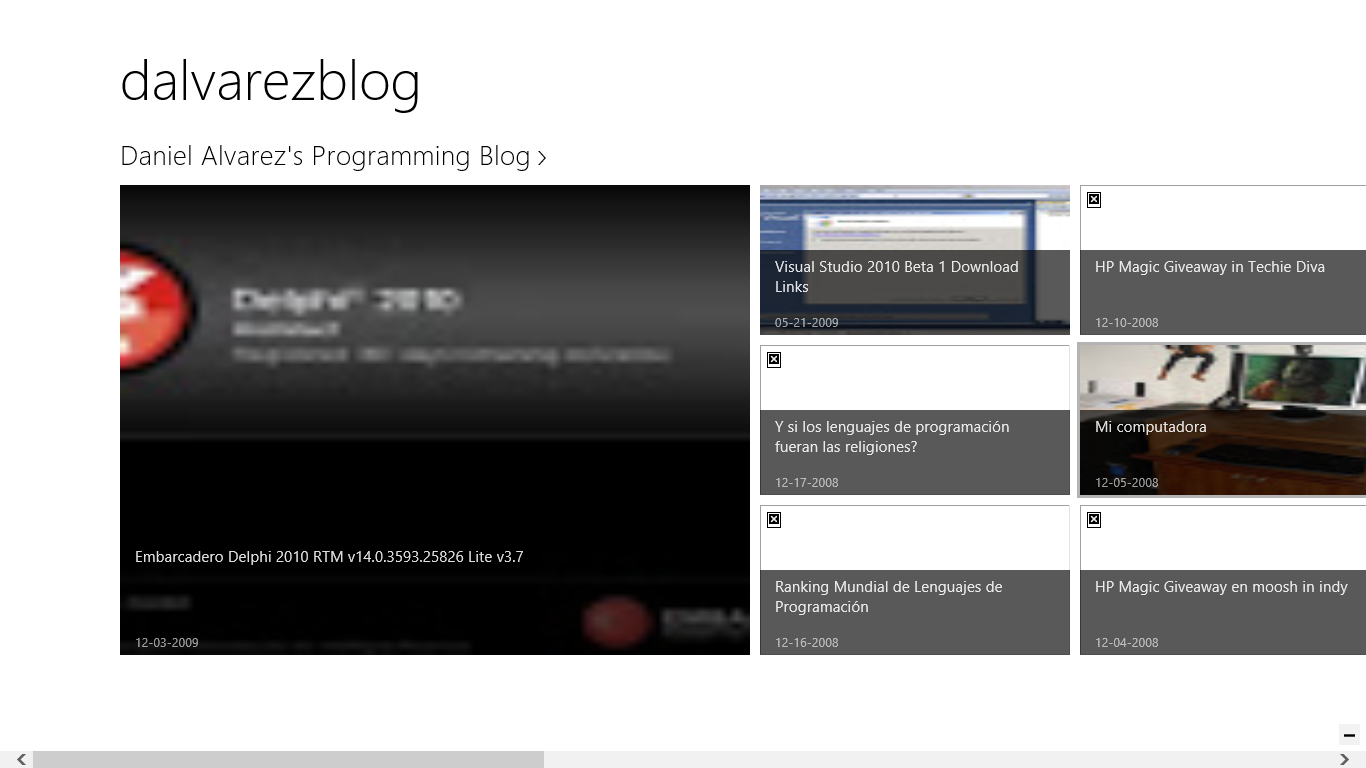 dalvarezblog
Daniel Alvarez's Programming Blog
Delphi 2010
Embarcadero Delphi 2010 RTM v14.0.3593.25826 Lite v3.7
12-03-2009
Visual Studio 2010 Beta 1 Download
Links
05-21-2009
Y si los lenguajes de programación
fueran las religiones?
12-17-2008
Ranking Mundial de Lenguajes de
Programación
12-16-2008
HP Magic Giveaway in Techie Diva
12-10-2008
Mi computadora
12-05-2008
HP Magic Giveaway en moosh in indy
12-04-2008